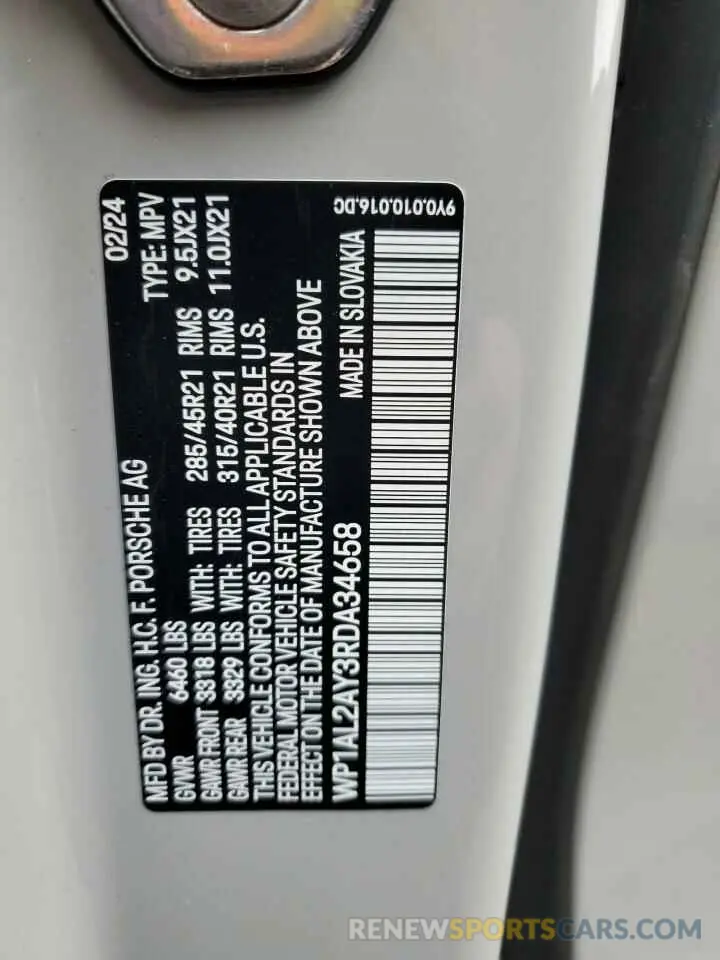 MFD BY DR. ING. H.C. F. PORSCHE AG 02/24
GVWR 6460 LBS TYPE: MPV
GAWR FRONT 3318 LBS WITH: TIRES 285/45R21 RIMS 9.5JX21
GAWR REAR 3329 LBS WITH: TIRES 315/40R21 RIMS 11.0JX21
THIS VEHICLE CONFORMS TO ALL APPLICABLE U.S.
FEDERAL MOTOR VEHICLE SAFETY STANDARDS IN
EFFECT ON THE DATE OF MANUFACTURE SHOWN ABOVE
WP1AL2AY3RDA34658 MADE IN SLOVAKIA
9Y0.010.016.DC
RENEWSPORTSCARS.COM